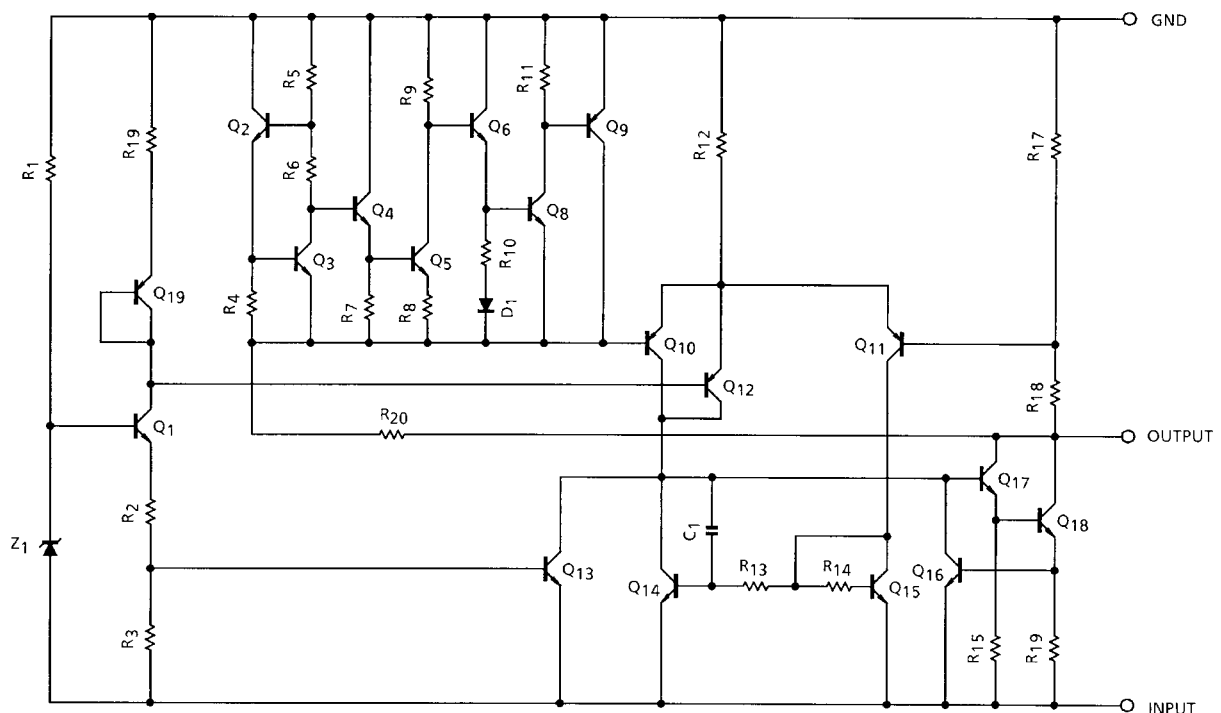 GND
R5
R9
R11
Q2
Q6
Q9
R19
R12
R17
R1
R6
Q4
Q8
Q3
Q5
R10
Q19
R4
R7
R8
D1
Q10
Q11
Q12
R18
Q1
R20
OUTPUT
Q17
R2
C1
Q18
Z1
Q13
Q14
R13
R14
Q15
Q16
R3
R15
R19
INPUT